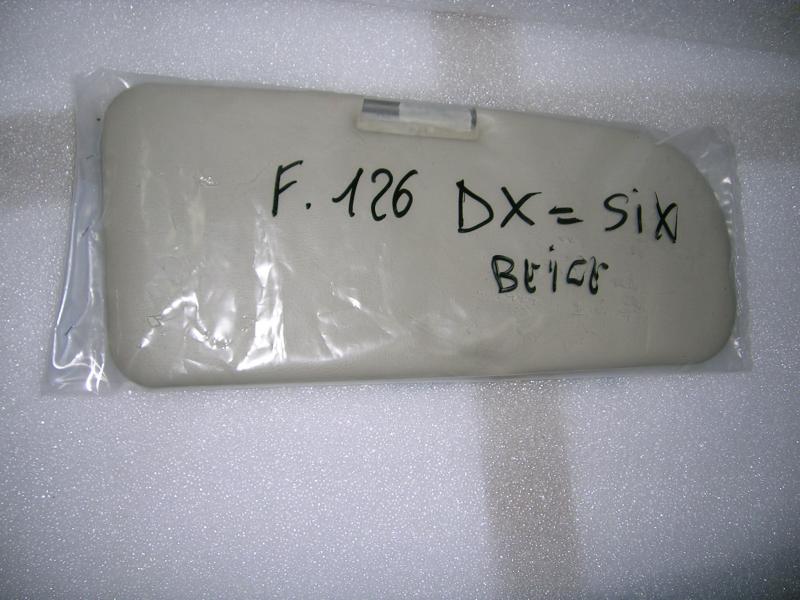 F. 126 DX = SiX
BEIGE